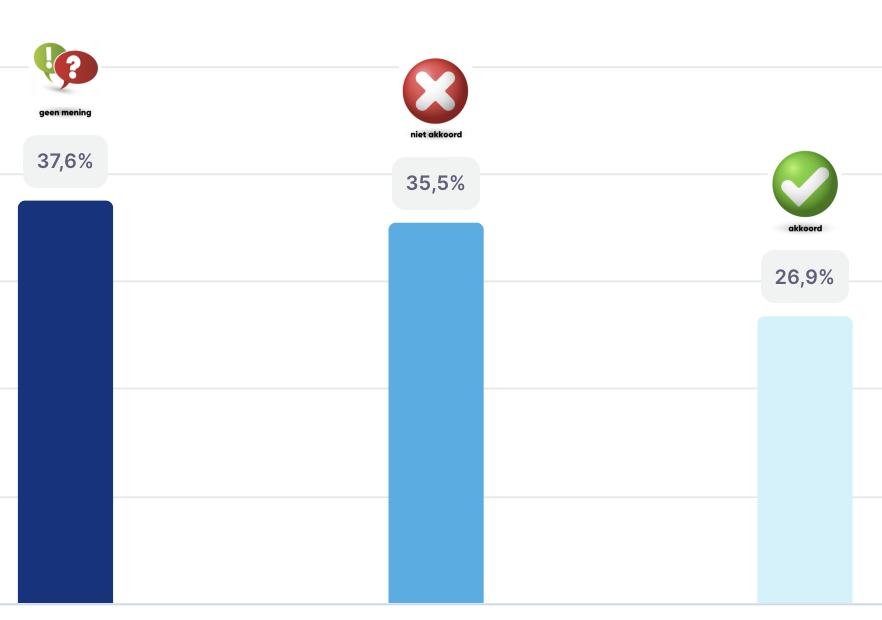 geen mening
37,6%
niet akkoord
35,5%
akkoord
26,9%